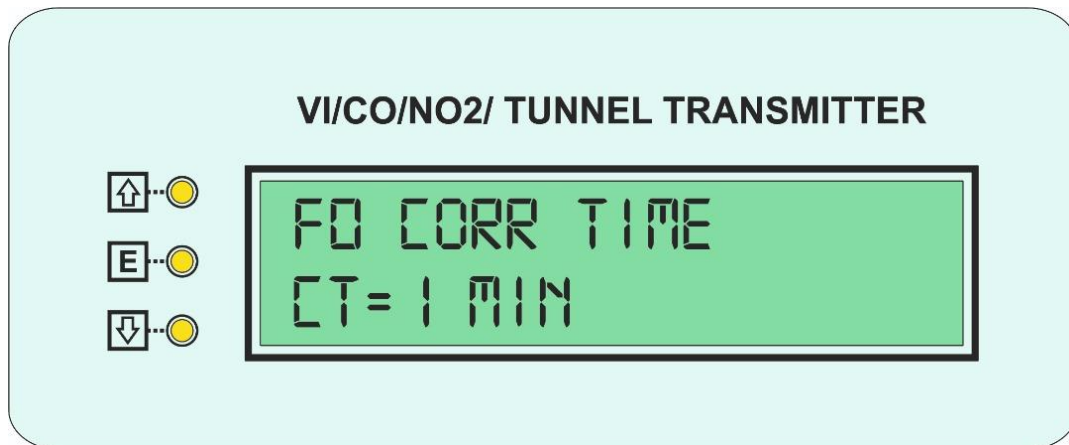 VI/CO/NO2/ TUNNEL TRANSMITTER
FO CORR TIME
E
CT= 1 MIN